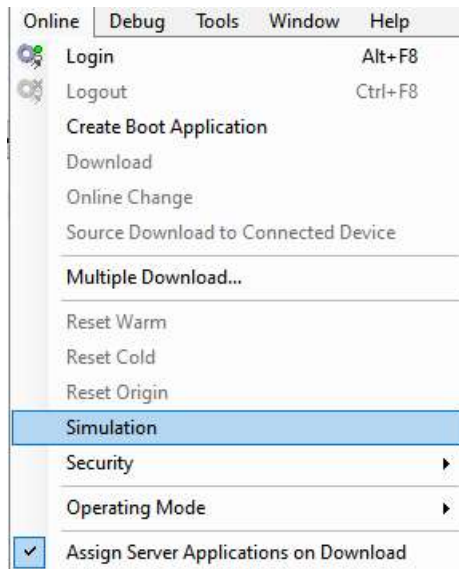 Online Debug Tools Window Help
Login Alt+F8
Logout Ctrl+F8
Create Boot Application
Download
Online Change
Source Download to Connected Device
Multiple Download...
Reset Warm
Reset Cold
Reset Origin
Simulation
Security
Operating Mode
Assign Server Applications on Download